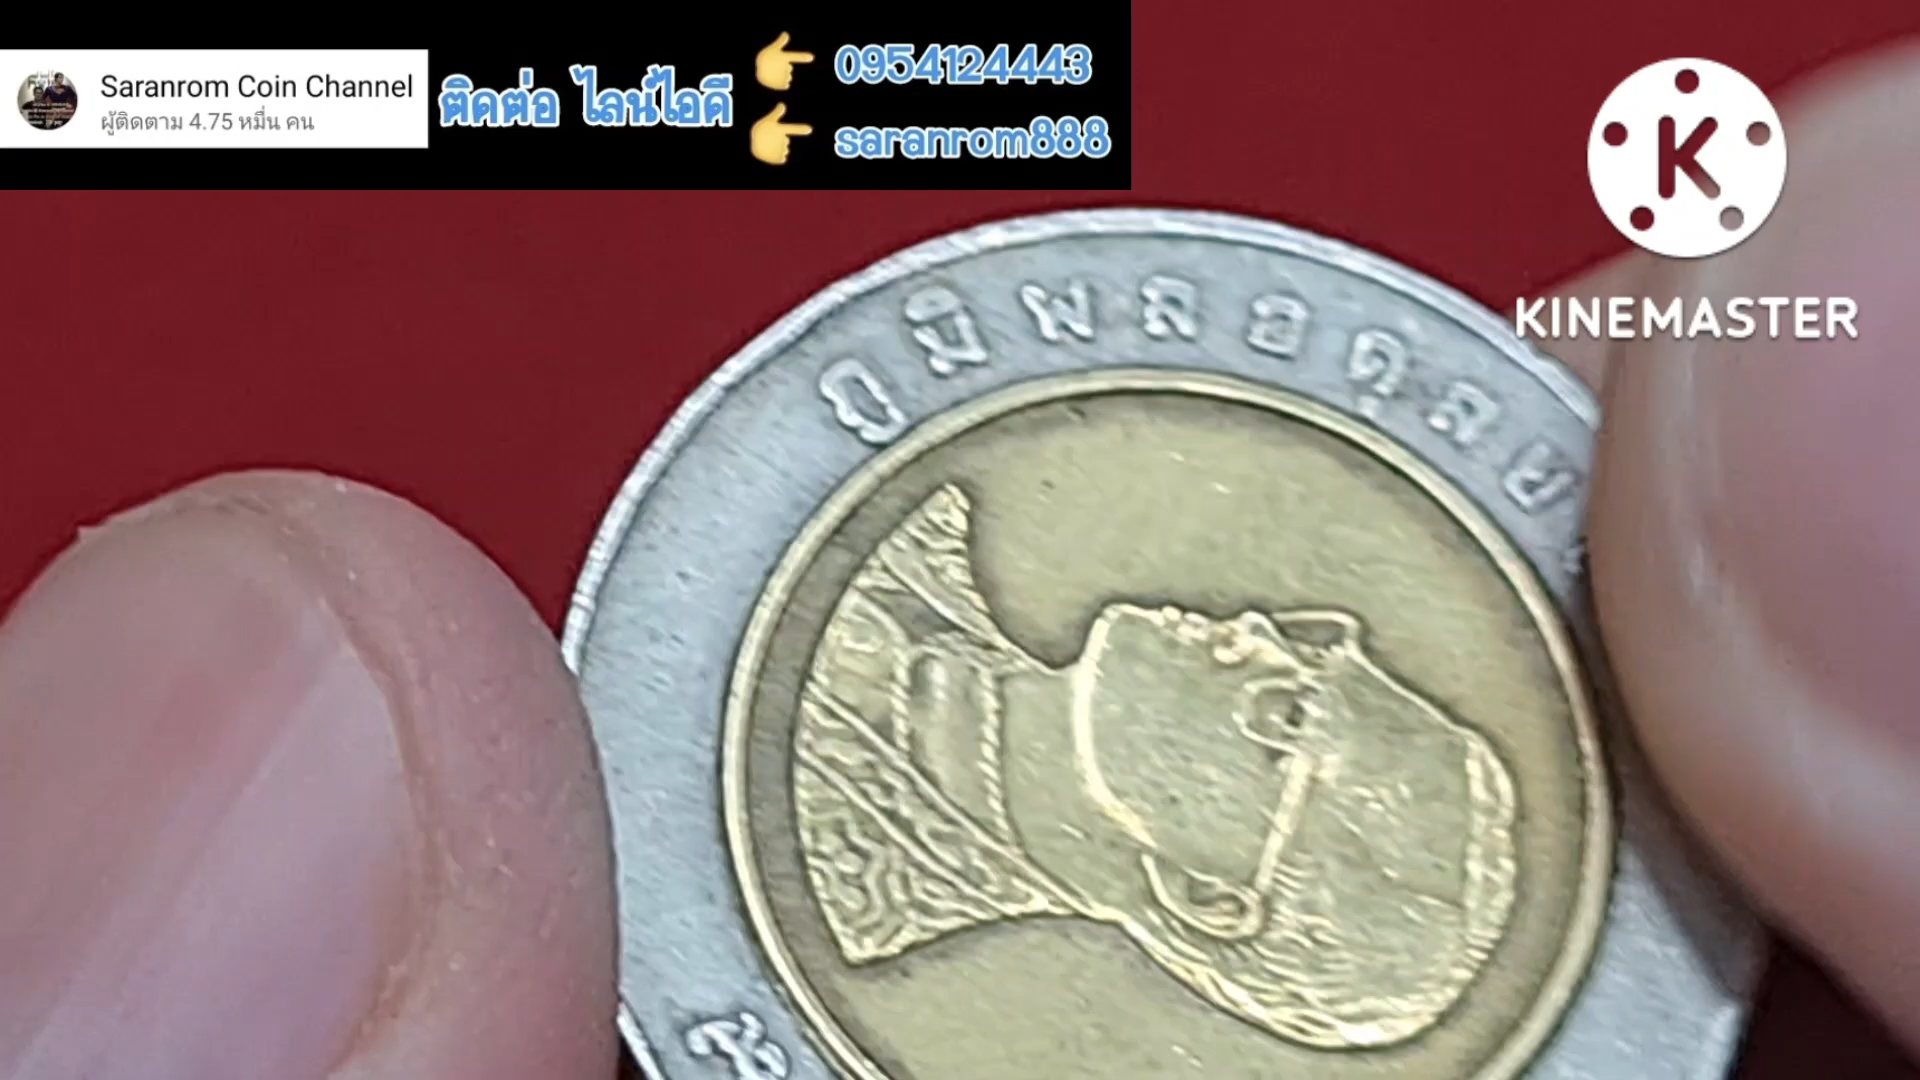 Saranrom Coin Channel
ผู้ติดตาม 4.75 หมื่น คน
ติดต่อ ไลน์ไอดี
👉 0954124443
👉 saranrom888
KINEMASTER
ภูมิพลอดุลย